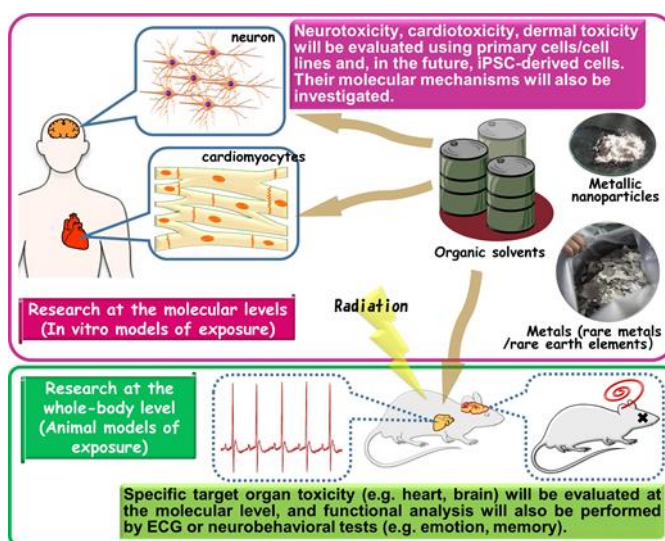 neuron
Neurotoxicity, cardiotoxicity, dermal toxicity
will be evaluated using primary cells/cell
lines and, in the future, iPSC-derived cells.
Their molecular mechanisms will also be
investigated.
cardiomyocytes
Metallic
nanoparticles
Organic solvents
Research at the molecular levels
(In vitro models of exposure)
Radiation
Metals (rare metals
/rare earth elements)
Research at the
whole-body level
(Animal models of
exposure)
Specific target organ toxicity (e.g. heart, brain) will be evaluated at
the molecular level, and functional analysis will also be performed
by ECG or neurobehavioral tests (e.g. emotion, memory).